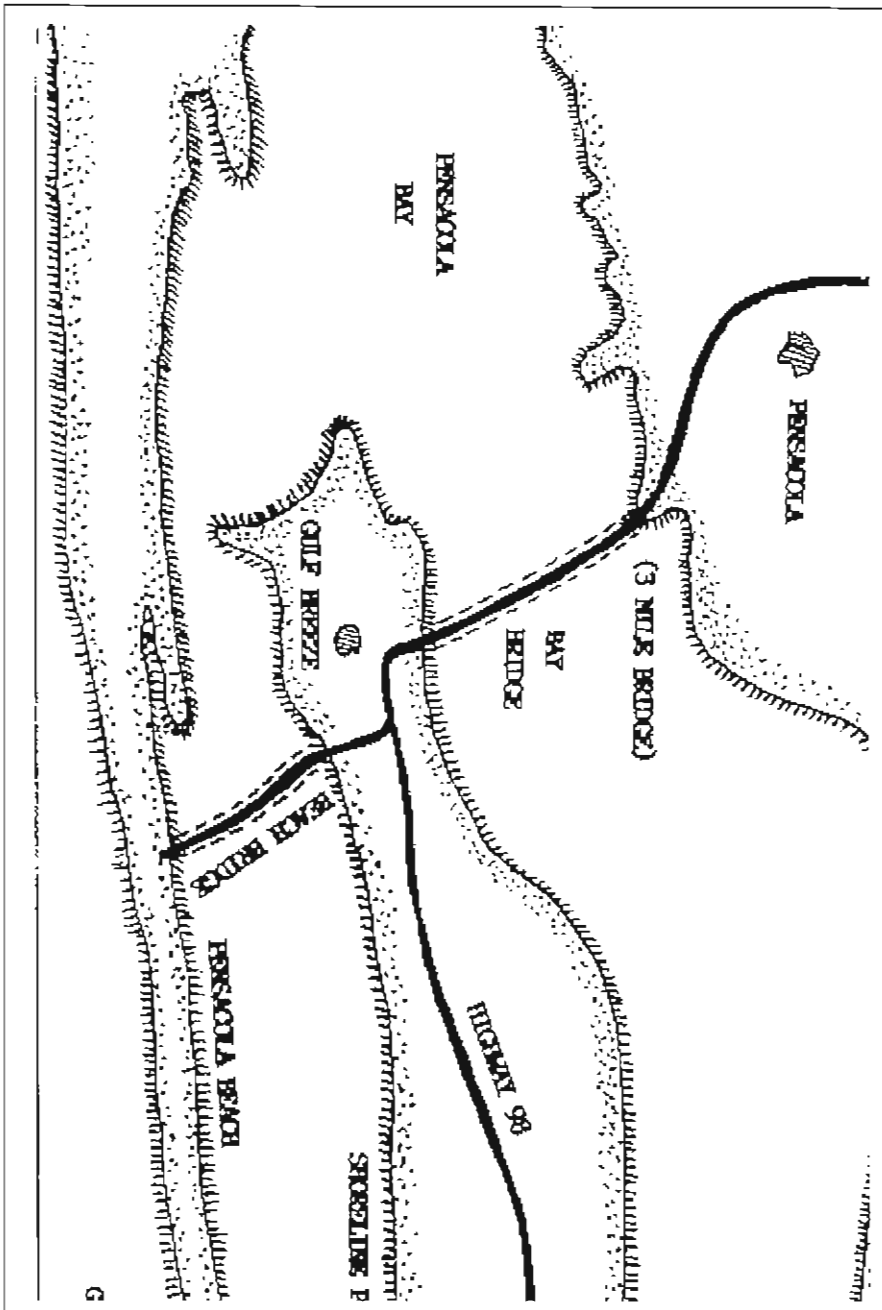 PENSACOLA
PENSACOLA
BAY
(3 MILE BRIDGE)
BAY
BRIDGE
GULF BREEZE
HIGHWAY 98
BEACH BRIDGE
SHORELINE P
PENSACOLA BEACH
G